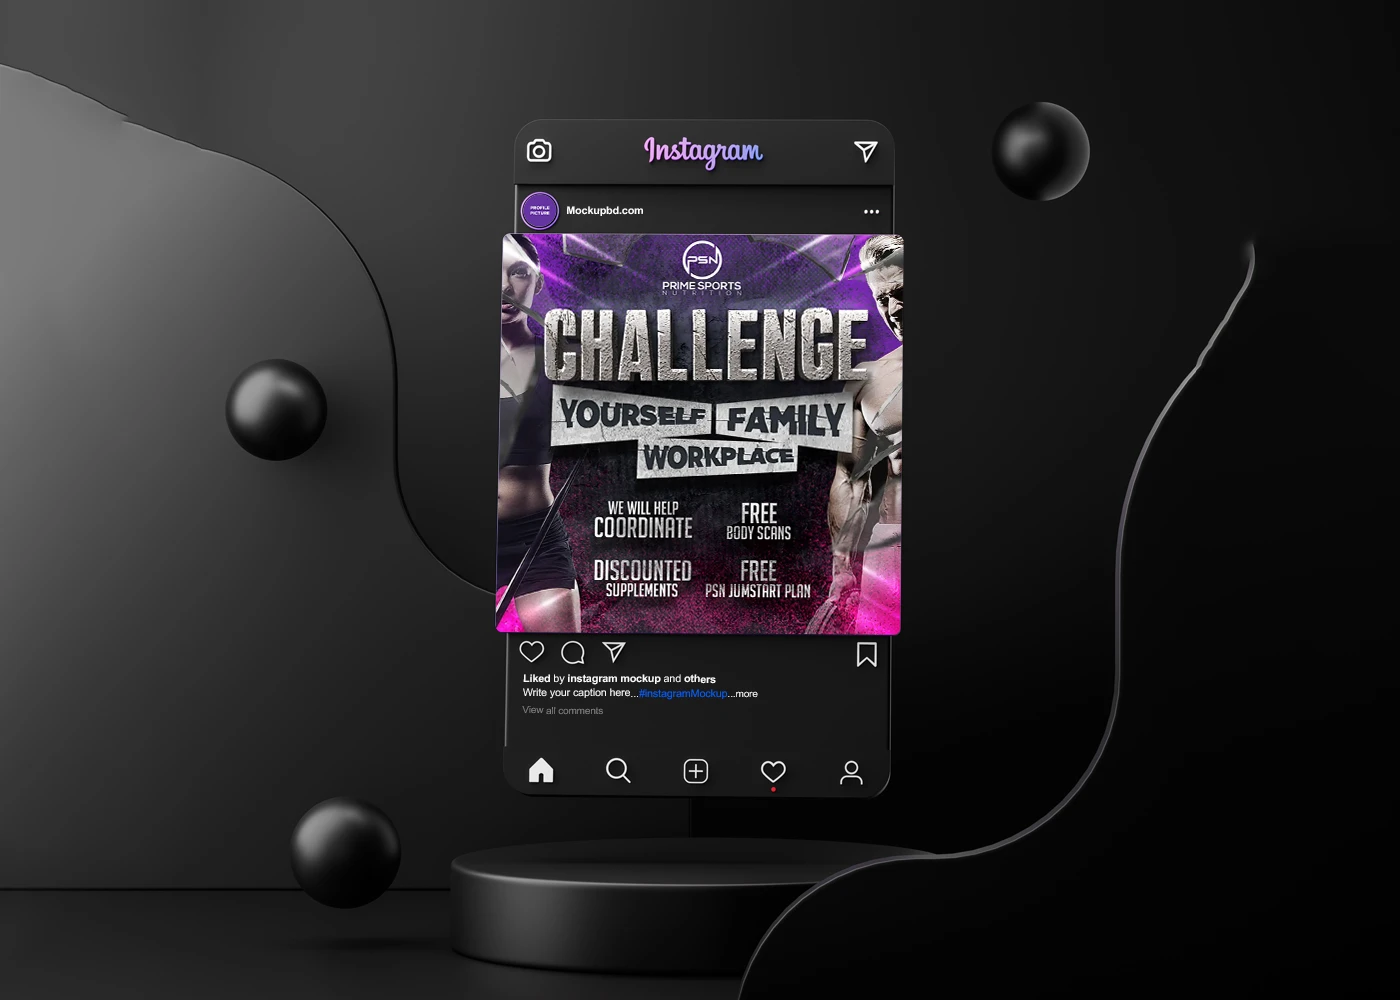 Instagram
PROFILE
PICTURE
Mockupbd.com
PSN
PRIME SPORTS
NUTRITION
CHALLENGE
YOURSELF FAMILY
WORKPLACE
WE WILL HELP
COORDINATE
FREE
BODY SCANS
DISCOUNTED
SUPPLEMENTS
FREE
PSN JUMSTART PLAN
Liked by instagram mockup and others
Write your caption here...#instagramMockup...more
View all comments